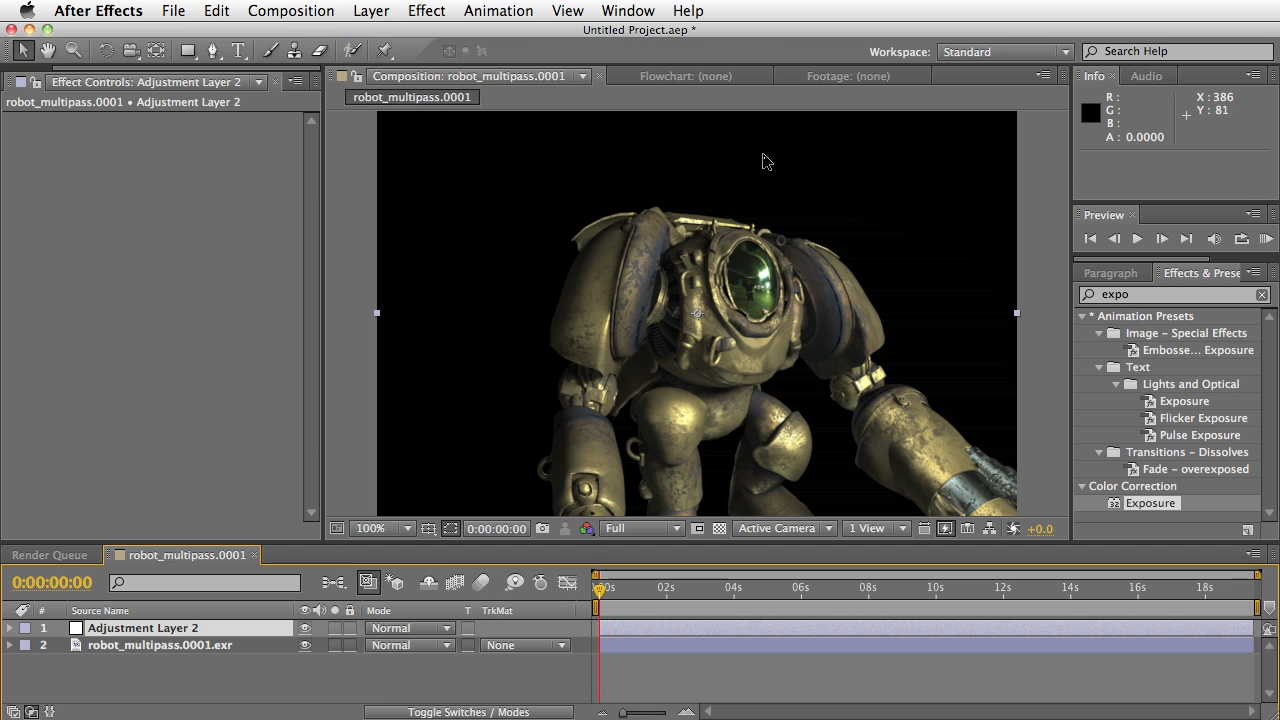 After Effects File Edit Composition Layer Effect Animation View Window Help
Untitled Project.aep *
Workspace: Standard Search Help
Effect Controls: Adjustment Layer 2
robot_multipass.0001 • Adjustment Layer 2
Composition: robot_multipass.0001 Flowchart: (none) Footage: (none)
robot_multipass.0001
Info Audio
R :
G :
B :
A : 0.0000
X : 386
Y : 81
Preview
Paragraph Effects & Prese
expo
* Animation Presets
Image – Special Effects
Embosse... Exposure
Text
Lights and Optical
Exposure
Flicker Exposure
Pulse Exposure
Transitions – Dissolves
Fade – overexposed
Color Correction
32 Exposure
100% 0:00:00:00 Full Active Camera 1 View +0.0
Render Queue robot_multipass.0001
0:00:00:00
00s 02s 04s 06s 08s 10s 12s 14s 16s 18s
# Source Name Mode T TrkMat
1 Adjustment Layer 2 Normal
2 robot_multipass.0001.exr Normal None
Toggle Switches / Modes